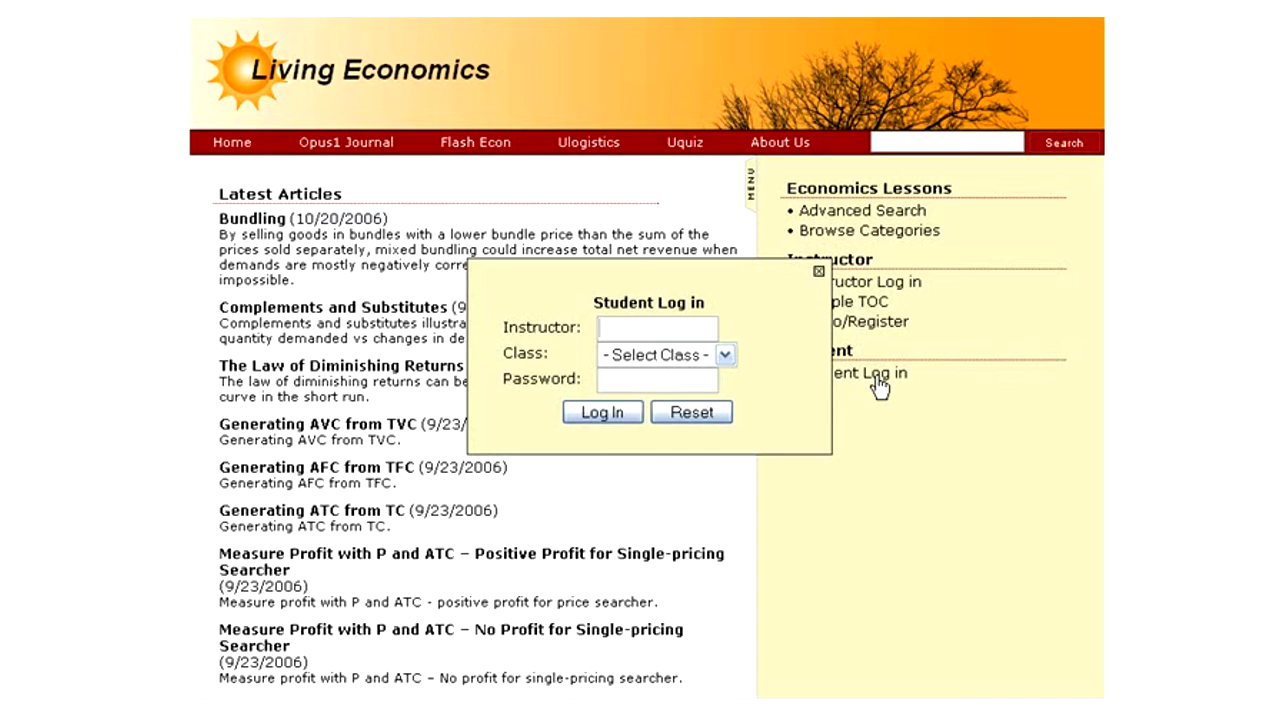 Living Economics
Home Opus1 Journal Flash Econ Ulogistics Uquiz About Us Search
Latest Articles
Bundling (10/20/2006)
By selling goods in bundles with a lower bundle price than the sum of the
prices sold separately, mixed bundling could increase total net revenue when
demands are mostly negatively
impossible.
Complements and Substitutes (9
Complements and substitutes
quantity demanded vs changes in
The Law of Diminishing Returns
The law of diminishing returns can be
curve in the short run.
Generating AVC from TVC (9/23/
Generating AVC from TVC.
Generating AFC from TFC (9/23/2006)
Generating AFC from TFC.
Generating ATC from TC (9/23/2006)
Generating ATC from TC.
Measure Profit with P and ATC – Positive Profit for Single-pricing
Searcher
(9/23/2006)
Measure profit with P and ATC - positive profit for price searcher.
Measure Profit with P and ATC – No Profit for Single-pricing
Searcher
(9/23/2006)
Measure profit with P and ATC – No profit for single-pricing searcher.
Student Log in
Instructor:
Class: - Select Class -
Password:
Log In Reset
MENU
Economics Lessons
• Advanced Search
• Browse Categories
Instructor
Log in
TOC
/Register
Log in